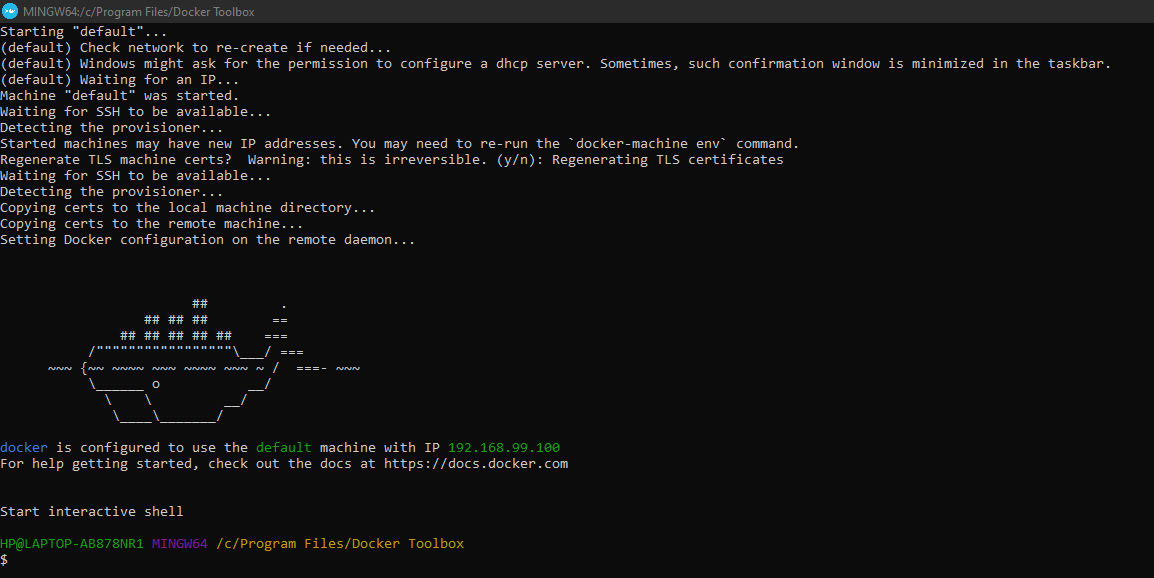 MINGW64:/c/Program Files/Docker Toolbox
Starting "default"...
(default) Check network to re-create if needed...
(default) Windows might ask for the permission to configure a dhcp server. Sometimes, such confirmation window is minimized in the taskbar.
(default) Waiting for an IP...
Machine "default" was started.
Waiting for SSH to be available...
Detecting the provisioner...
Started machines may have new IP addresses. You may need to re-run the `docker-machine env` command.
Regenerate TLS machine certs?  Warning: this is irreversible. (y/n): Regenerating TLS certificates
Waiting for SSH to be available...
Detecting the provisioner...
Copying certs to the local machine directory...
Copying certs to the remote machine...
Setting Docker configuration on the remote daemon...
                        ##         .
                  ## ## ##        ==
               ## ## ## ## ##    ===
           /"""""""""""""""""\___/ ===
      ~~~ {~~ ~~~~ ~~~ ~~~~ ~~~ ~ /  ===- ~~~
           \______ o           __/
             \    \         __/
              \____\_______/
docker is configured to use the default machine with IP 192.168.99.100
For help getting started, check out the docs at https://docs.docker.com
Start interactive shell
HP@LAPTOP-AB878NR1 MINGW64 /c/Program Files/Docker Toolbox
$